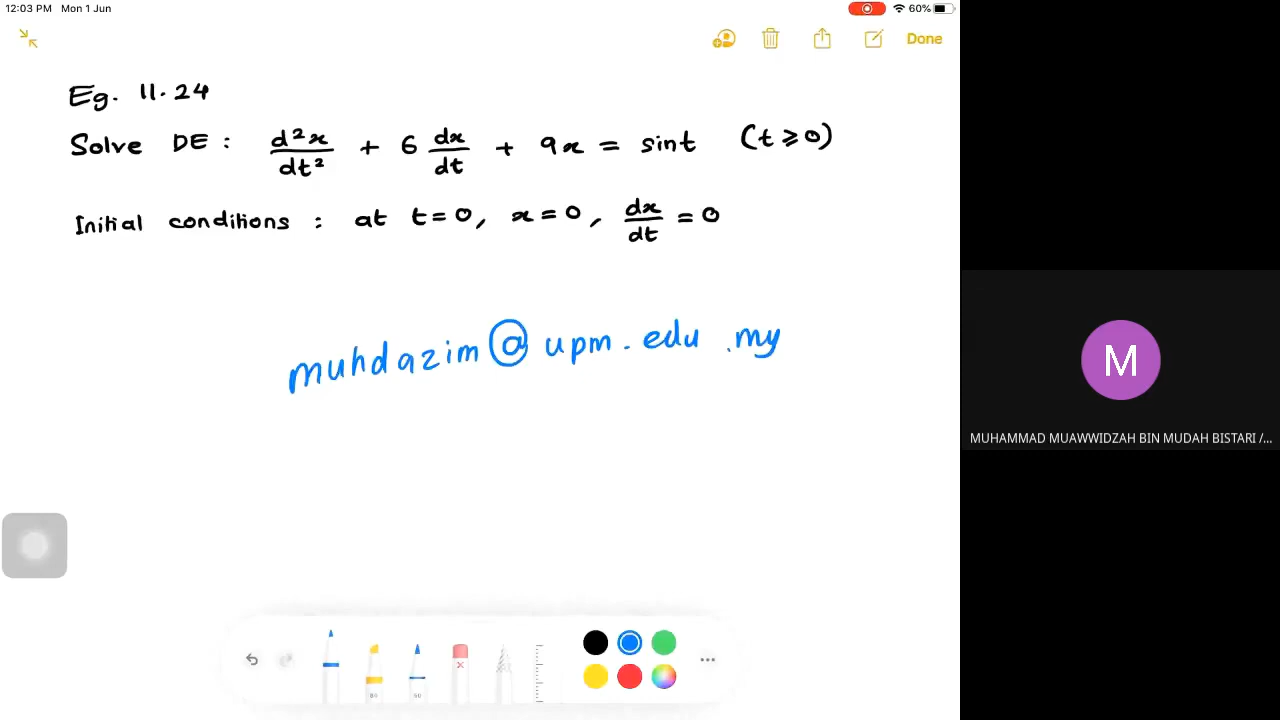 12:03 PM Mon 1 Jun 60%
Done
Eg. 11.24
Solve DE : d²x/dt² + 6 dx/dt + 9x = sint (t ≥ 0)
Initial conditions : at t = 0, x = 0, dx/dt = 0
muhdazim@upm.edu.my
M
MUHAMMAD MUAWWIDZAH BIN MUDAH BISTARI /...